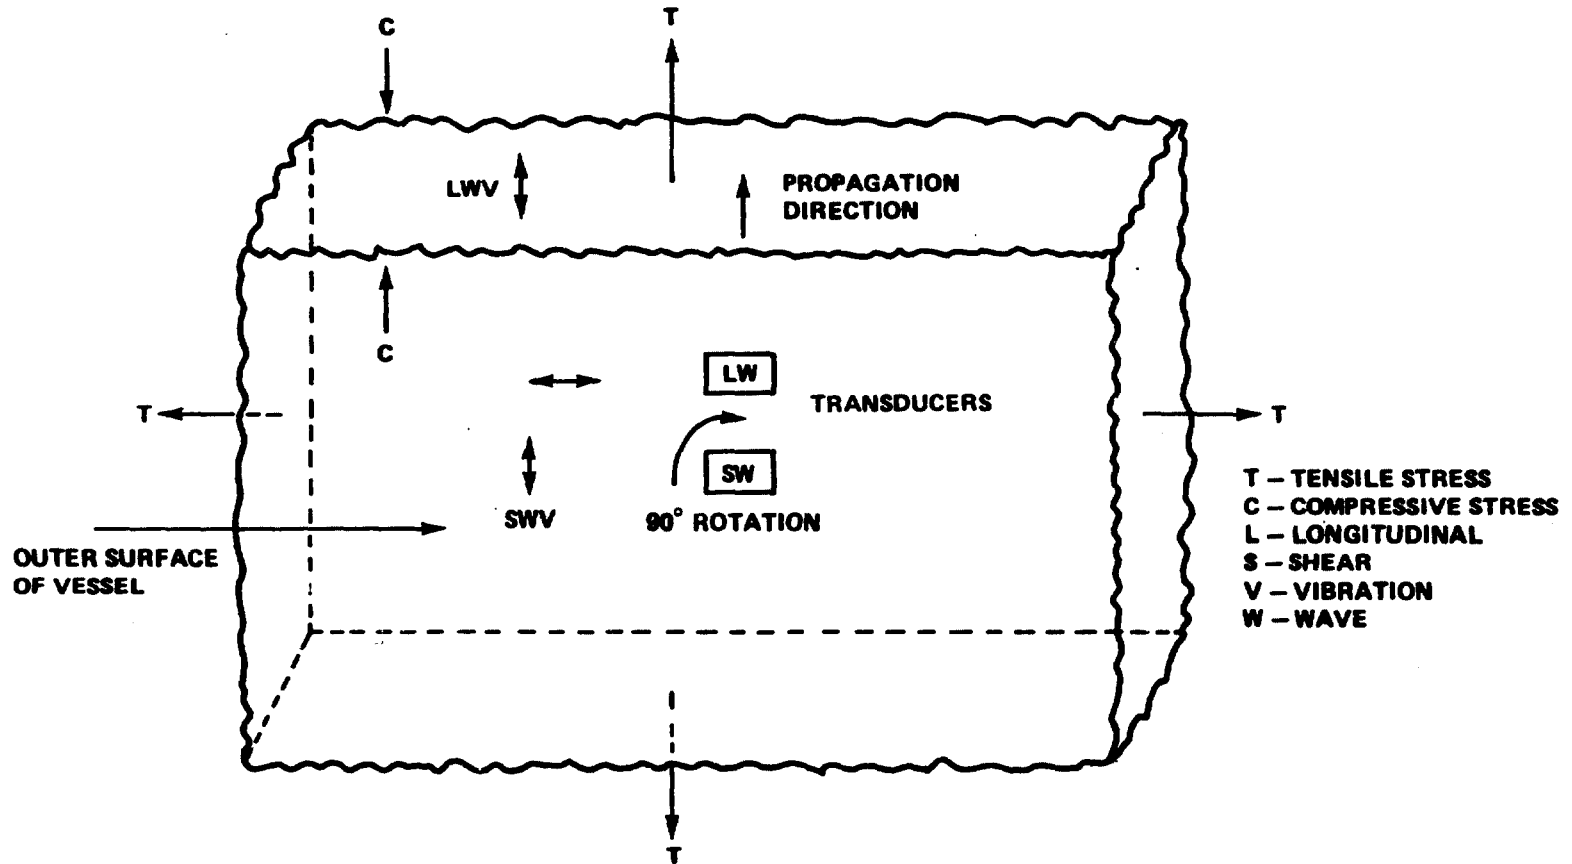 C
T
LWV
PROPAGATION
DIRECTION
C
LW
T
TRANSDUCERS
T
SW
SWV
90° ROTATION
OUTER SURFACE
OF VESSEL
T – TENSILE STRESS
C – COMPRESSIVE STRESS
L – LONGITUDINAL
S – SHEAR
V – VIBRATION
W – WAVE
T